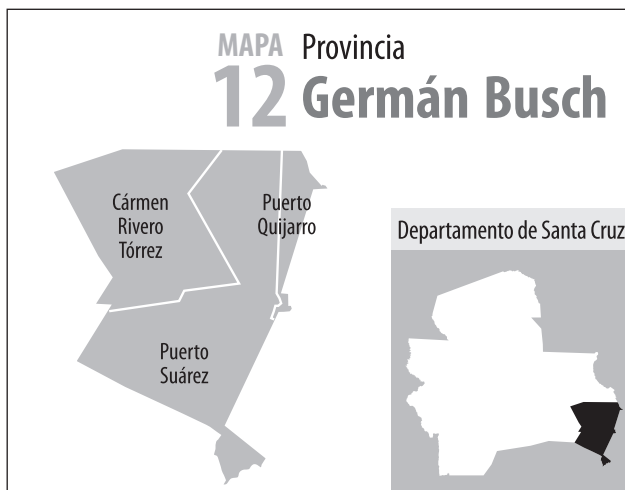 MAPA
12
Provincia
Germán Busch
Cármen
Rivero
Tórrez
Puerto
Quijarro
Puerto
Suárez
Departamento de Santa Cruz